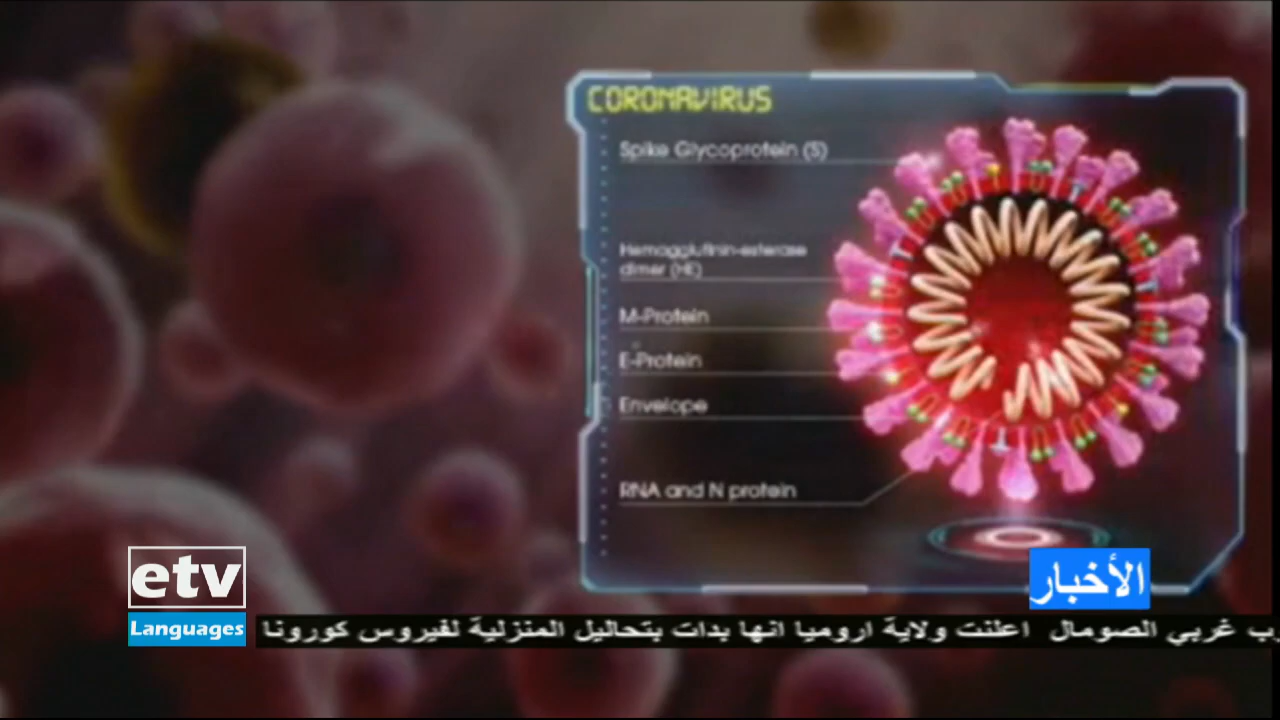 CORONAVIRUS
Spike Glycoprotein (S)
Hemagglutinin-esterase
dimer (HE)
M-Protein
E-Protein
Envelope
RNA and N protein
etv
Languages
الأخبار
غربي الصومال اعلنت ولاية اروميا انها بدات بتحاليل المنزلية لفيروس كورونا